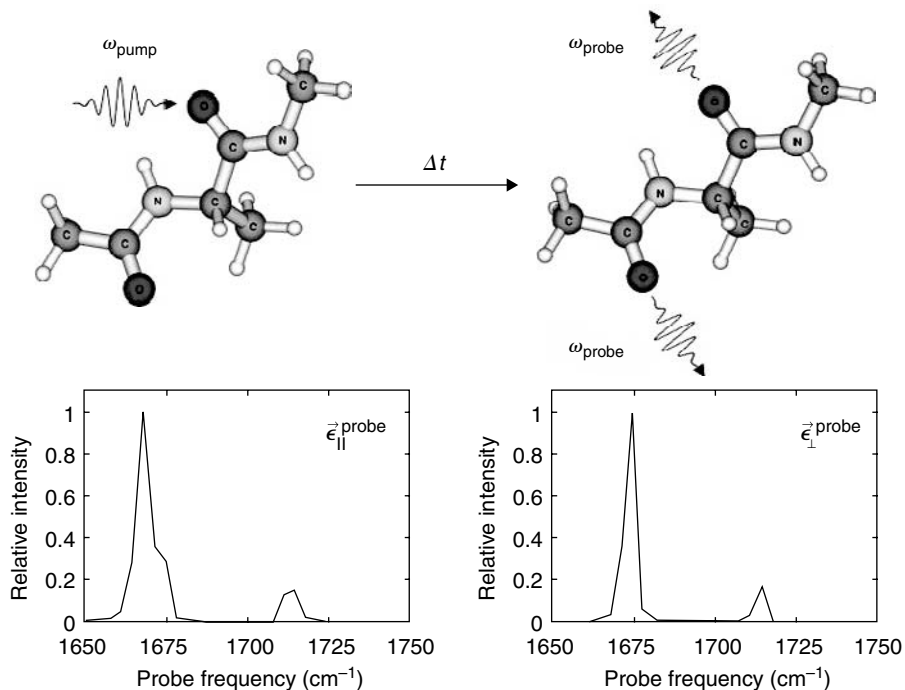 ω_pump
ω_probe
O
C
N
N
C
C
C
C
O
Δt
O
C
N
N
C
C
C
C
O
ω_probe
Relative intensity
1
0.8
0.6
0.4
0.2
0
ϵ⃗_||^probe
1650 1675 1700 1725 1750
Probe frequency (cm⁻¹)
Relative intensity
1
0.8
0.6
0.4
0.2
0
ϵ⃗_⊥^probe
1650 1675 1700 1725 1750
Probe frequency (cm⁻¹)